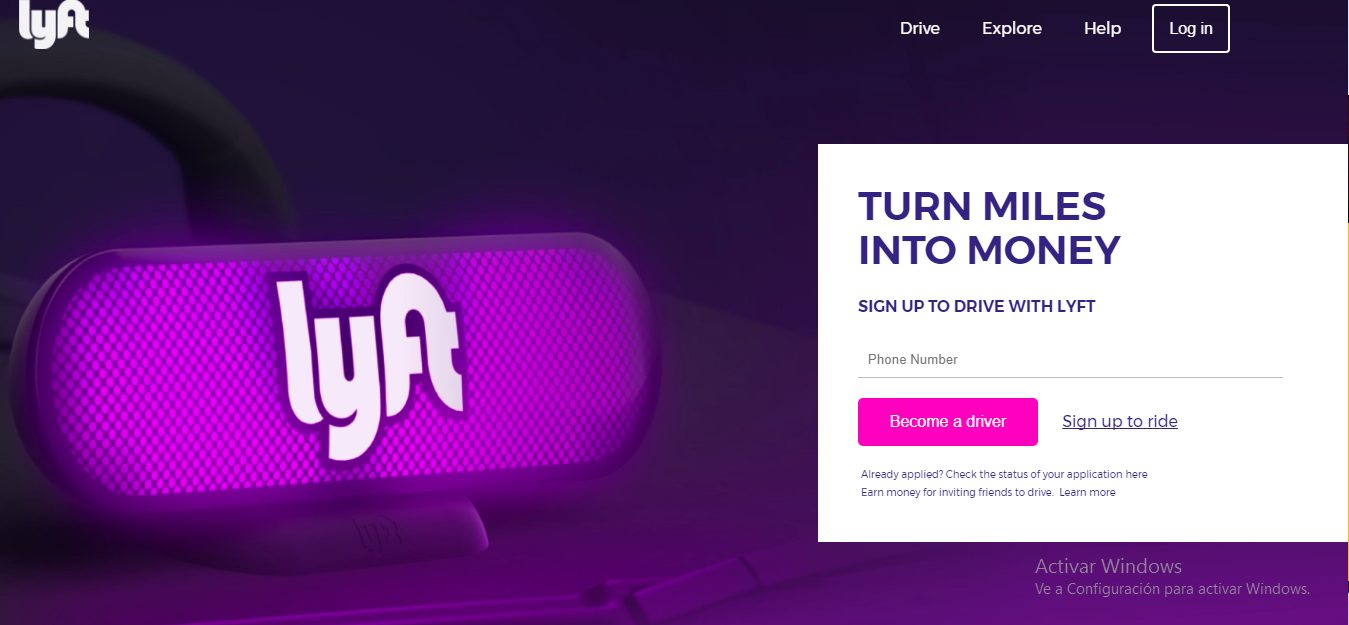 lyft
Drive
Explore
Help
Log in
lyft
TURN MILES
INTO MONEY
SIGN UP TO DRIVE WITH LYFT
Phone Number
Become a driver
Sign up to ride
Already applied? Check the status of your application here
Earn money for inviting friends to drive. Learn more
lyft
Activar Windows
Ve a Configuración para activar Windows.